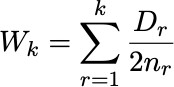 $W_k = \sum_{r=1}^{k} \frac{D_r}{2n_r}$